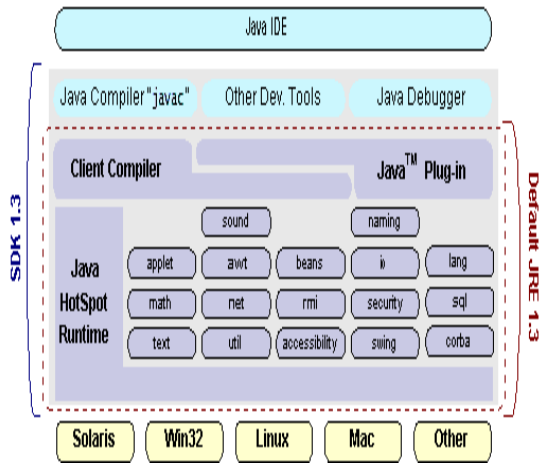 Java IDE
Java Compiler "javac"
Other Dev. Tools
Java Debugger
Client Compiler
Java™ Plug-in
SDK 1.3
Default JRE 1.3
Java
HotSpot
Runtime
sound
naming
applet
awt
beans
io
lang
math
net
rmi
security
sql
text
util
accessibility
swing
corba
Solaris
Win32
Linux
Mac
Other